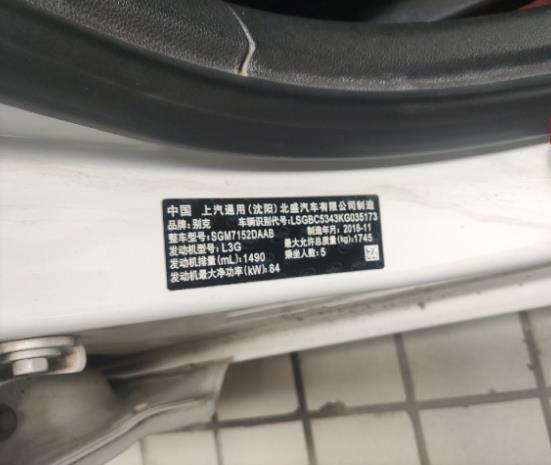 中国 上汽通用(沈阳)北盛汽车有限公司制造
品牌:别克 车辆识别代号:LSGBC5343KG035173
整车型号:SGM7152DAAB 制造年月:2018-11
发动机型号:L3G 最大允许总质量(kg):1745
发动机排量(mL):1490 乘坐人数:5
发动机最大净功率(kW):84